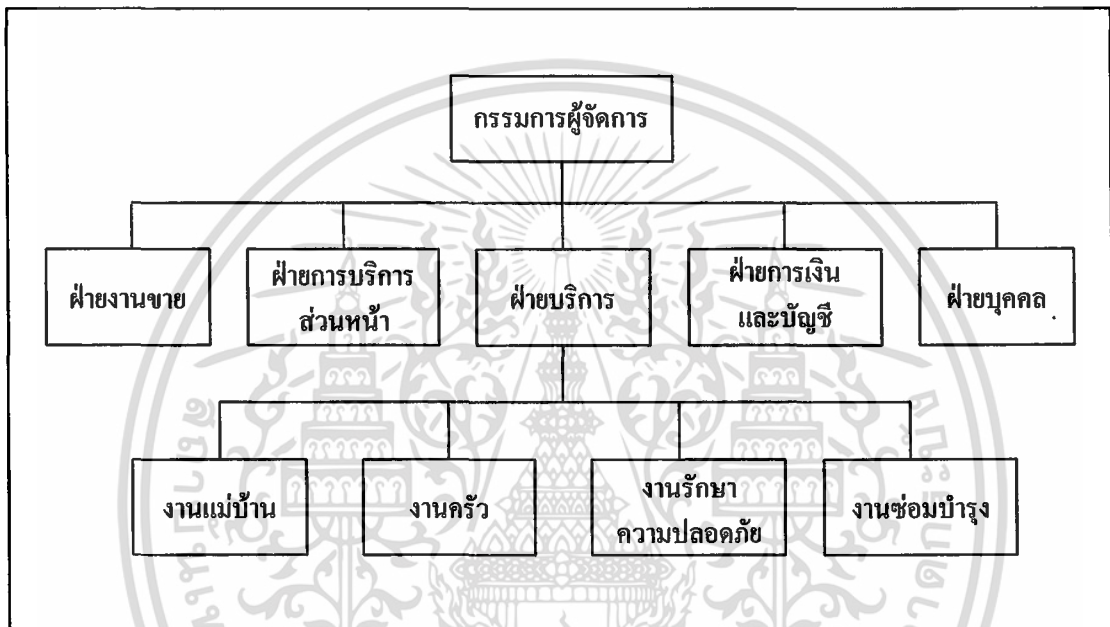 กรรมการผู้จัดการ
ฝ่ายงานขาย
ฝ่ายการบริการ
ส่วนหน้า
ฝ่ายบริการ
ฝ่ายการเงิน
และบัญชี
ฝ่ายบุคคล
งานแม่บ้าน
งานครัว
งานรักษา
ความปลอดภัย
งานซ่อมบำรุง